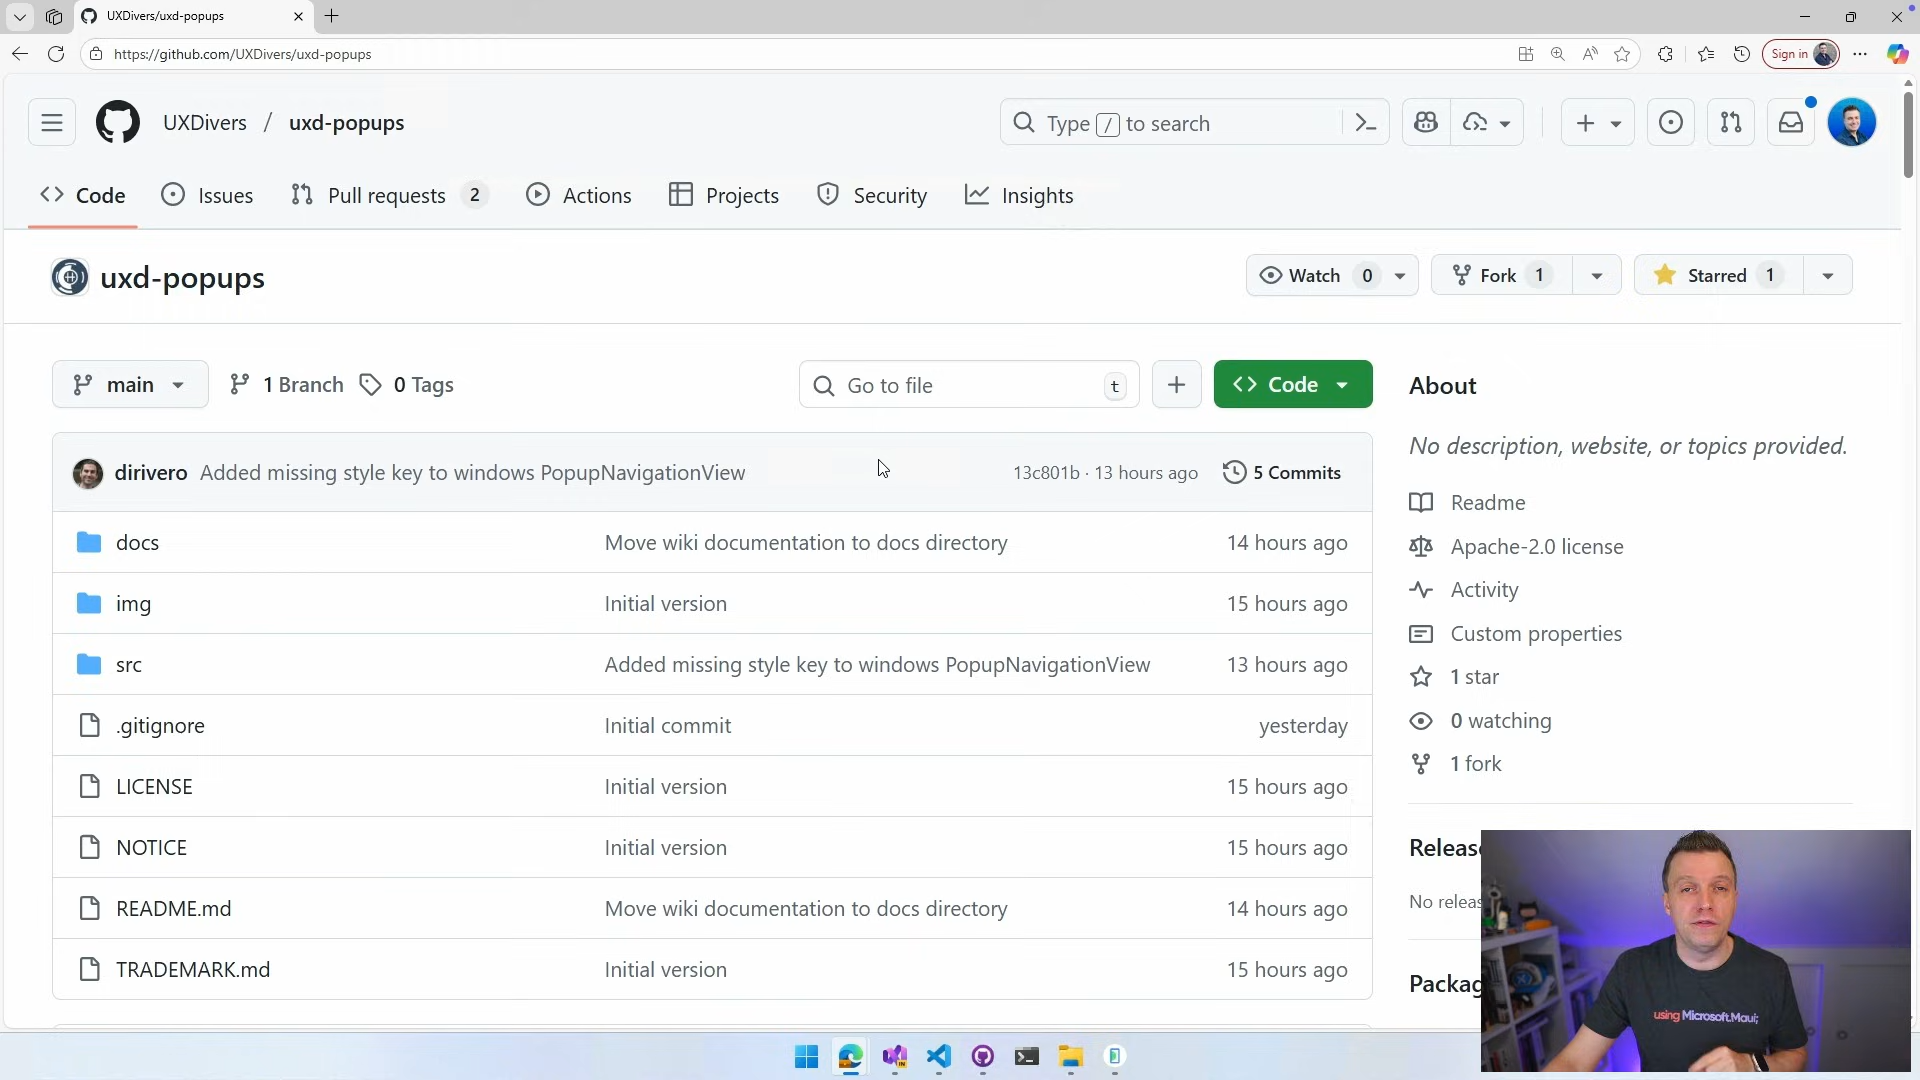 UXDivers/uxd-popups
https://github.com/UXDivers/uxd-popups
Sign in
UXDivers / uxd-popups
Type / to search
Code
Issues
Pull requests 2
Actions
Projects
Security
Insights
uxd-popups
Watch 0
Fork 1
Starred 1
main
1 Branch
0 Tags
Go to file
t
Code
About
No description, website, or topics provided.
dirivero Added missing style key to windows PopupNavigationView
13c801b · 13 hours ago
5 Commits
docs Move wiki documentation to docs directory 14 hours ago
img Initial version 15 hours ago
src Added missing style key to windows PopupNavigationView 13 hours ago
.gitignore Initial commit yesterday
LICENSE Initial version 15 hours ago
NOTICE Initial version 15 hours ago
README.md Move wiki documentation to docs directory 14 hours ago
TRADEMARK.md Initial version 15 hours ago
Readme
Apache-2.0 license
Activity
Custom properties
1 star
0 watching
1 fork
Release
No releas
Packag
using Microsoft.Maui;